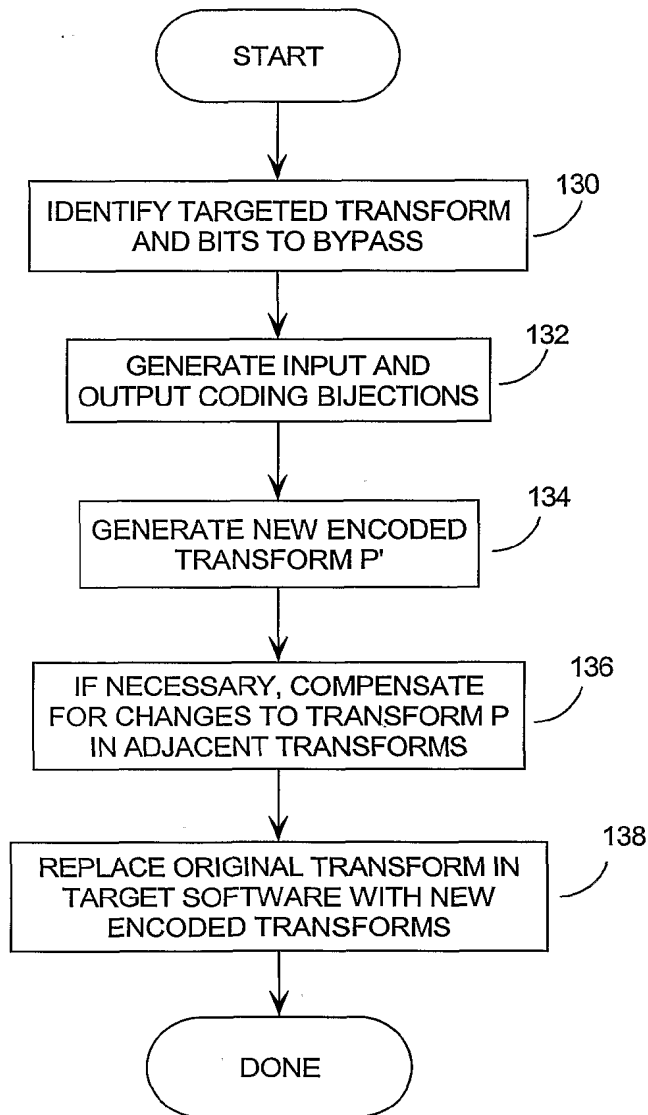 START
130
IDENTIFY TARGETED TRANSFORM
AND BITS TO BYPASS
132
GENERATE INPUT AND
OUTPUT CODING BIJECTIONS
134
GENERATE NEW ENCODED
TRANSFORM P'
136
IF NECESSARY, COMPENSATE
FOR CHANGES TO TRANSFORM P
IN ADJACENT TRANSFORMS
138
REPLACE ORIGINAL TRANSFORM IN
TARGET SOFTWARE WITH NEW
ENCODED TRANSFORMS
DONE